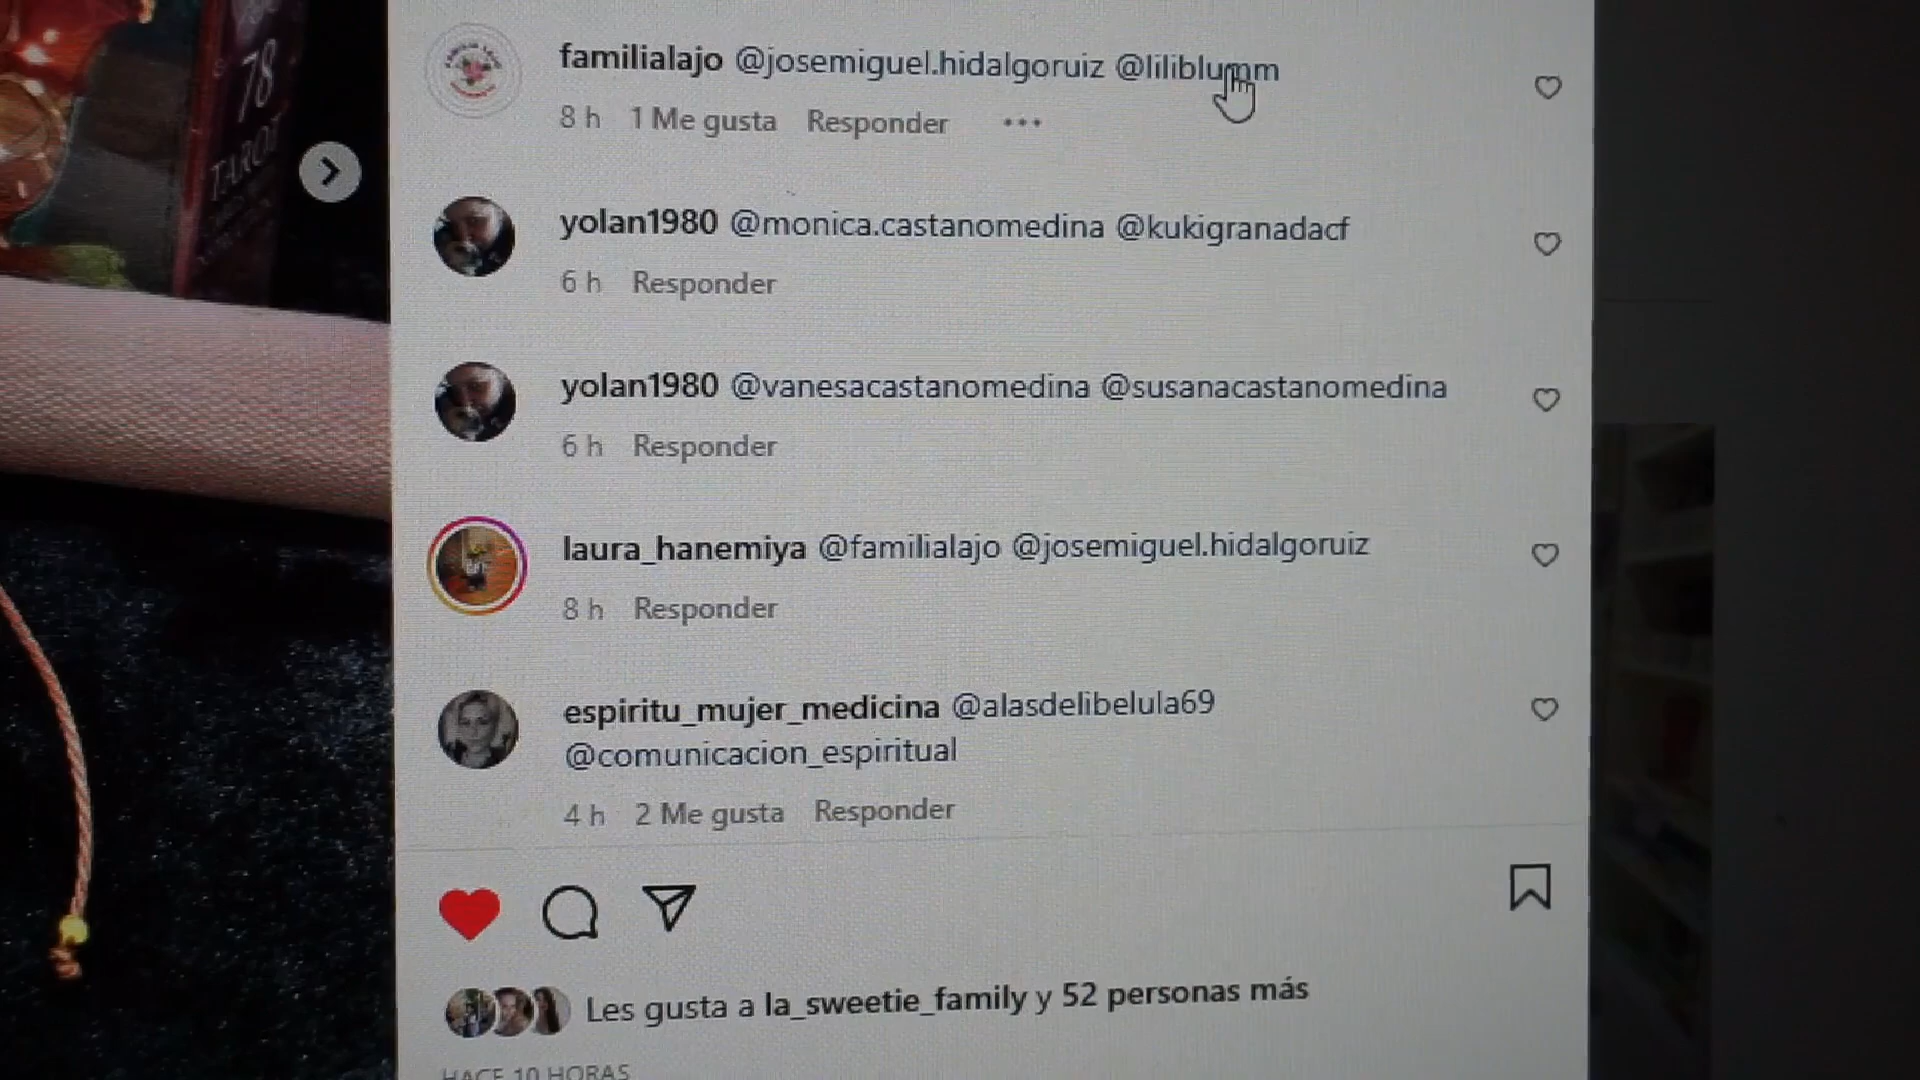 78
TAROT
familialajo @josemiguel.hidalgoruiz @liliblumm
8 h 1 Me gusta Responder
yolan1980 @monica.castanomedina @kukigranadacf
6 h Responder
yolan1980 @vanesacastanomedina @susanacastanomedina
6 h Responder
laura_hanemiya @familialajo @josemiguel.hidalgoruiz
8 h Responder
espiritu_mujer_medicina @alasdelibelula69
@comunicacion_espiritual
4 h 2 Me gusta Responder
Les gusta a la_sweetie_family y 52 personas más
HACE 10 HORAS